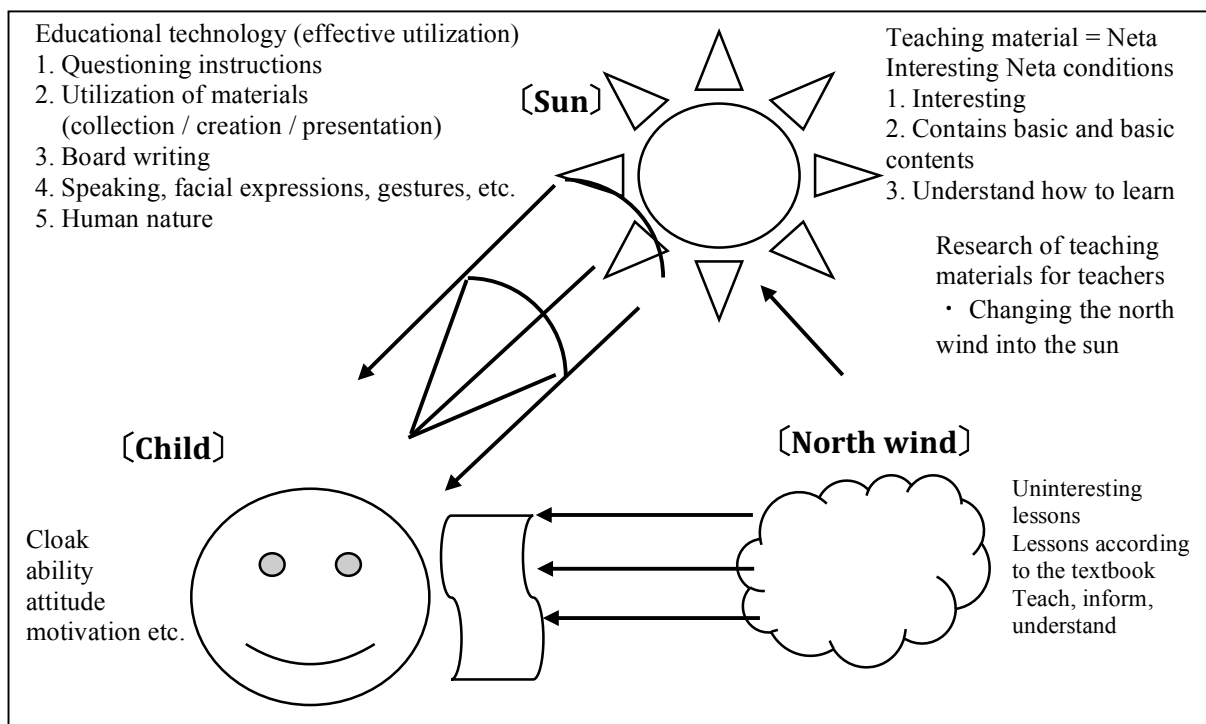 Educational technology (effective utilization)
1. Questioning instructions
2. Utilization of materials
(collection / creation / presentation)
3. Board writing
4. Speaking, facial expressions, gestures, etc.
5. Human nature
〔Sun〕
Teaching material = Neta
Interesting Neta conditions
1. Interesting
2. Contains basic and basic
contents
3. Understand how to learn
Research of teaching
materials for teachers
・ Changing the north
wind into the sun
〔Child〕
Cloak
ability
attitude
motivation etc.
〔North wind〕
Uninteresting
lessons
Lessons according
to the textbook
Teach, inform,
understand